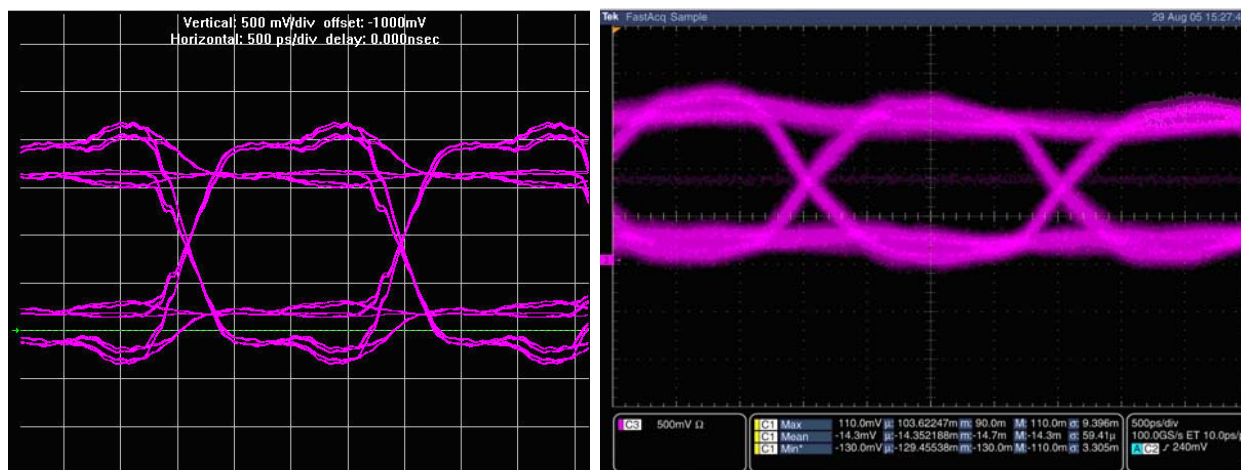 Vertical: 500 mV/div offset: -1000mV
Horizontal: 500 ps/div delay: 0.000nsec
Tek FastAcq Sample 29 Aug 05 15:27:4
3
C3 500mV Ω
C1 Max 110.0mV μ: 103.62247m m: 90.0m M: 110.0m σ: 9.396m
C1 Mean -14.3mV μ: -14.352188m m: -14.7m M: -14.3m σ: 59.41μ
C1 Min* -130.0mV μ: -129.45538m m: -130.0m M: -110.0m σ: 3.305m
500ps/div
100.0GS/s ET 10.0ps/p
A C2 240mV